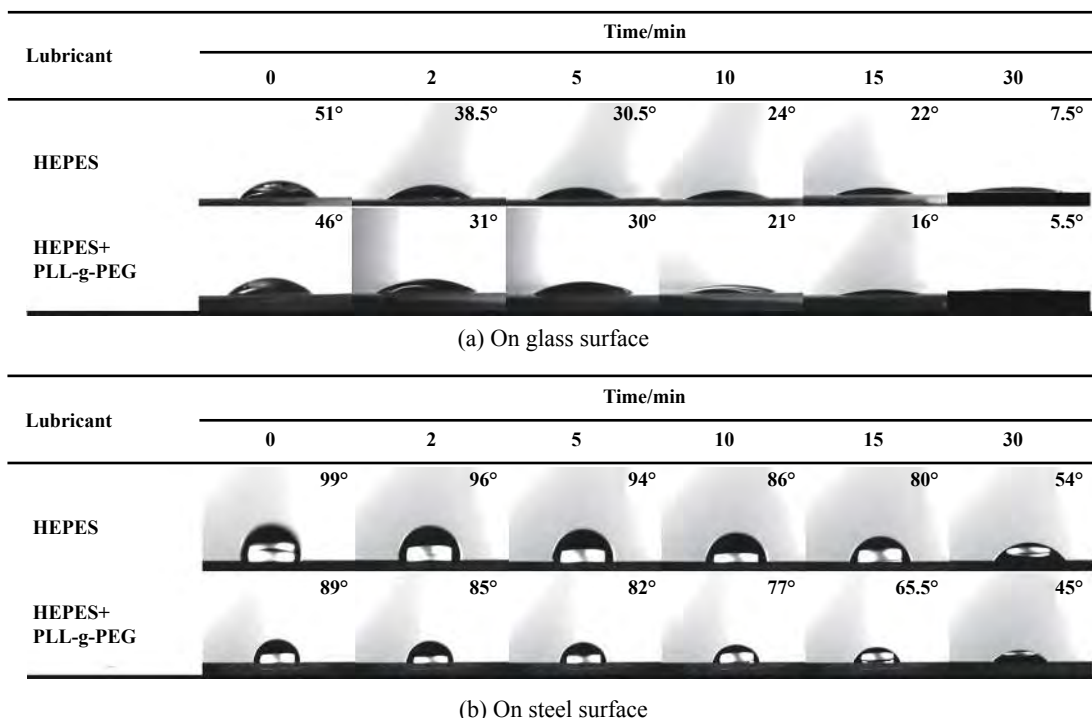 Lubricant
Time/min
0 2 5 10 15 30
HEPES
51° 38.5° 30.5° 24° 22° 7.5°
HEPES+
PLL-g-PEG
46° 31° 30° 21° 16° 5.5°
(a) On glass surface
Lubricant
Time/min
0 2 5 10 15 30
HEPES
99° 96° 94° 86° 80° 54°
HEPES+
PLL-g-PEG
89° 85° 82° 77° 65.5° 45°
(b) On steel surface